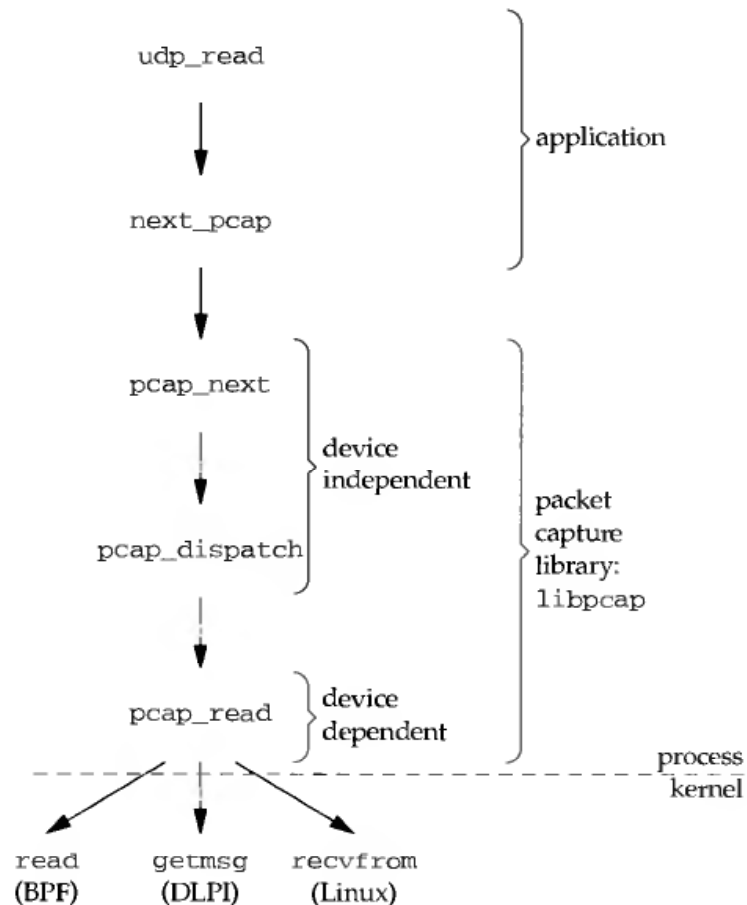 udp_read
application
next_pcap
pcap_next
device
independent
packet
capture
library:
libpcap
pcap_dispatch
pcap_read
device
dependent
process
kernel
read
getmsg
recvfrom
(BPF)
(DLPI)
(Linux)